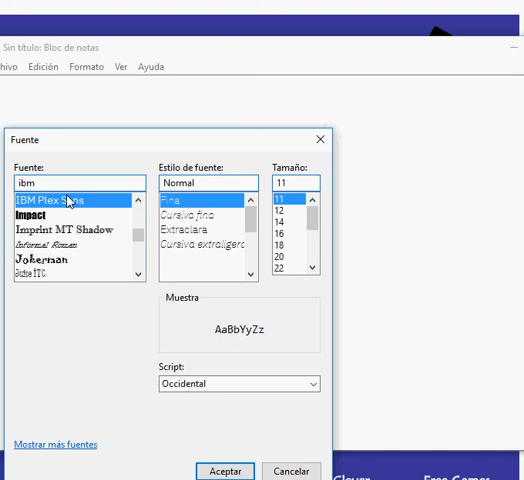 Sin título: Bloc de notas
hivo Edición Formato Ver Ayuda
Fuente
Fuente: Estilo de fuente: Tamaño:
ibm Normal 11
IBM Plex Sans Fina 11
Impact Cursiva fina 12
Imprint MT Shadow Extraclara 14
Informal Roman Cursiva extraligera 16
Jokerman 18
Juice ITC 20
22
Muestra
AaBbYyZz
Script:
Occidental
Mostrar más fuentes
Aceptar Cancelar